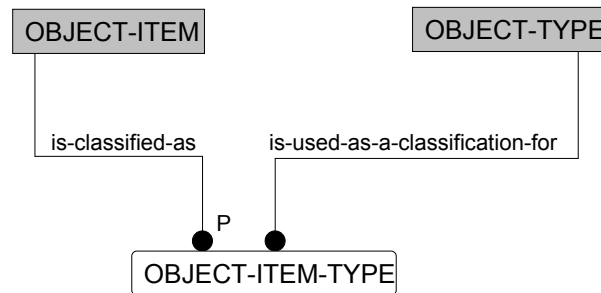 OBJECT-ITEM
OBJECT-TYPE
is-classified-as
is-used-as-a-classification-for
P
OBJECT-ITEM-TYPE